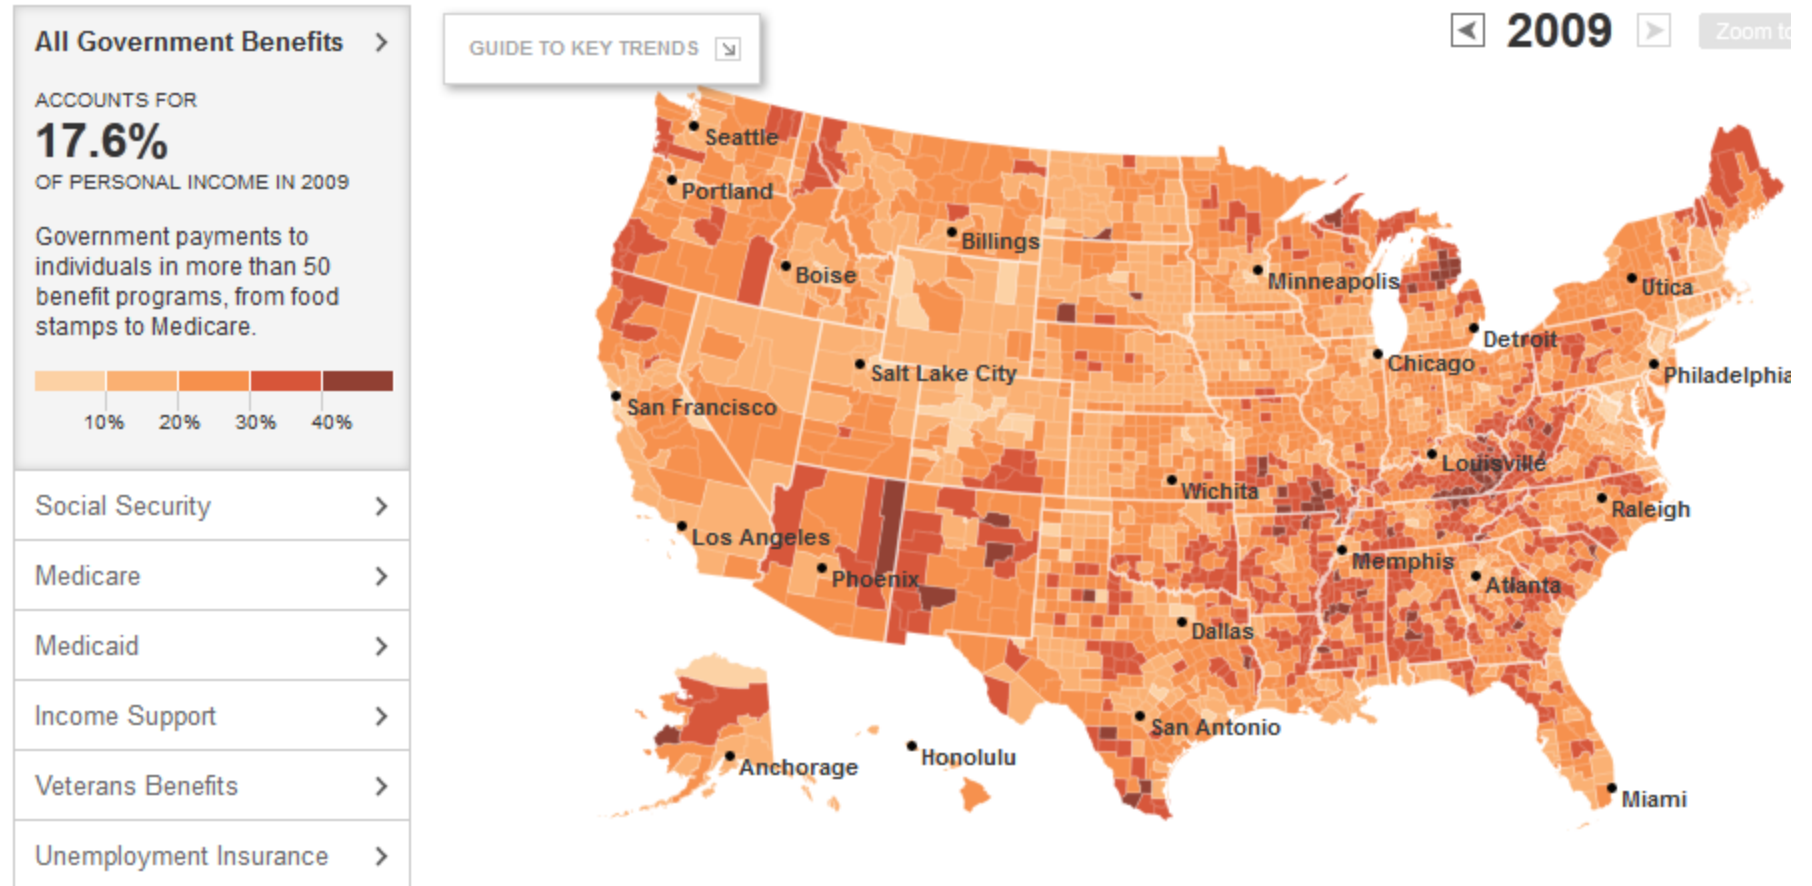 All Government Benefits
ACCOUNTS FOR
17.6%
OF PERSONAL INCOME IN 2009
Government payments to
individuals in more than 50
benefit programs, from food
stamps to Medicare.
10% 20% 30% 40%
Social Security
Medicare
Medicaid
Income Support
Veterans Benefits
Unemployment Insurance
GUIDE TO KEY TRENDS
2009
Zoom to
Seattle
Portland
Billings
Boise
Minneapolis
Utica
Detroit
Chicago
Salt Lake City
Philadelphia
San Francisco
Louisville
Wichita
Raleigh
Los Angeles
Memphis
Phoenix
Atlanta
Dallas
San Antonio
Anchorage
Honolulu
Miami